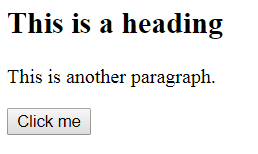 This is a heading
This is another paragraph.
Click me